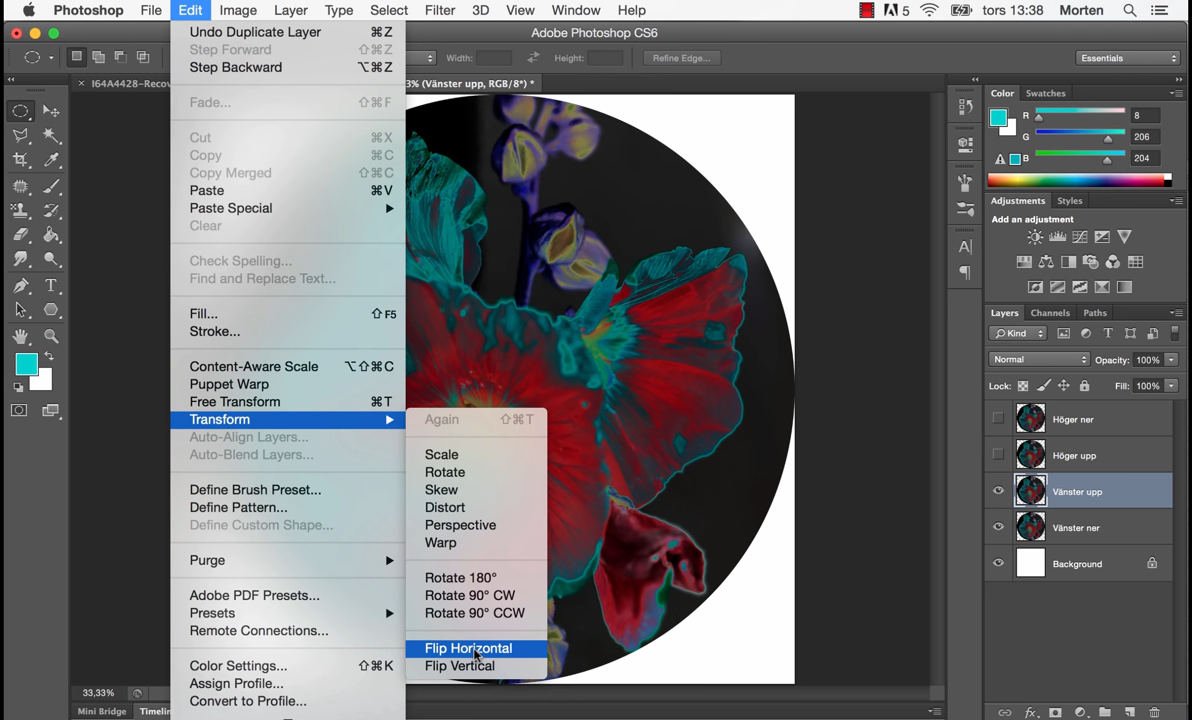 Photoshop File Edit Image Layer Type Select Filter 3D View Window Help 5 tors 13:38 Morten
Adobe Photoshop CS6
Width: Height: Refine Edge... Essentials
× I64A4428-Recov 3% (Vänster upp, RGB/8*) *
Undo Duplicate Layer ⌘Z
Step Forward ⇧⌘Z
Step Backward ⌥⌘Z
Fade... ⇧⌘F
Cut ⌘X
Copy ⌘C
Copy Merged ⇧⌘C
Paste ⌘V
Paste Special
Clear
Check Spelling...
Find and Replace Text...
Fill... ⇧F5
Stroke...
Content-Aware Scale ⌥⇧⌘C
Puppet Warp
Free Transform ⌘T
Transform
Auto-Align Layers...
Auto-Blend Layers...
Define Brush Preset...
Define Pattern...
Define Custom Shape...
Purge
Adobe PDF Presets...
Presets
Remote Connections...
Color Settings... ⇧⌘K
Assign Profile...
Convert to Profile...
Again ⇧⌘T
Scale
Rotate
Skew
Distort
Perspective
Warp
Rotate 180°
Rotate 90° CW
Rotate 90° CCW
Flip Horizontal
Flip Vertical
Color Swatches
R 8
G 206
B 204
Adjustments Styles
Add an adjustment
Layers Channels Paths
Kind
Normal Opacity: 100%
Lock: Fill: 100%
Höger ner
Höger upp
Vänster upp
Vänster ner
Background
33,33%
Mini Bridge Timelin